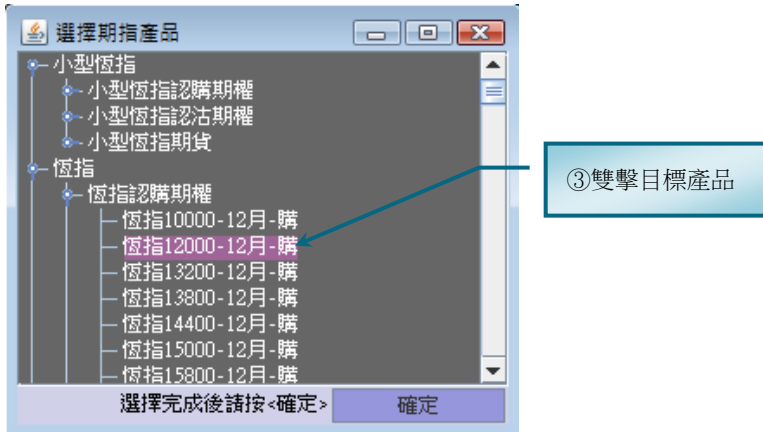 選擇期指產品
小型恆指
小型恆指認購期權
小型恆指認沽期權
小型恆指期貨
恆指
恆指認購期權
恆指10000-12月-購
恆指12000-12月-購
恆指13200-12月-購
恆指13800-12月-購
恆指14400-12月-購
恆指15000-12月-購
恆指15800-12月-購
選擇完成後請按<確定>
確定
③雙擊目標產品